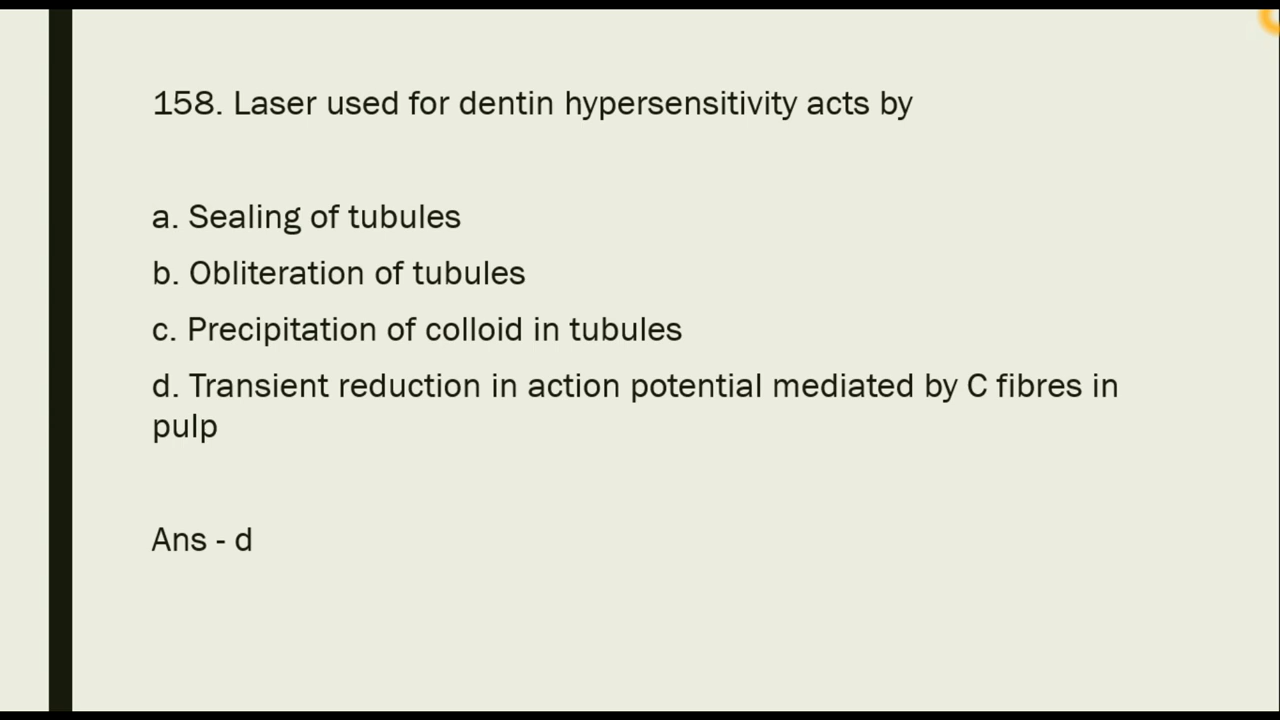 158. Laser used for dentin hypersensitivity acts by
a. Sealing of tubules
b. Obliteration of tubules
c. Precipitation of colloid in tubules
d. Transient reduction in action potential mediated by C fibres in
pulp
Ans - d